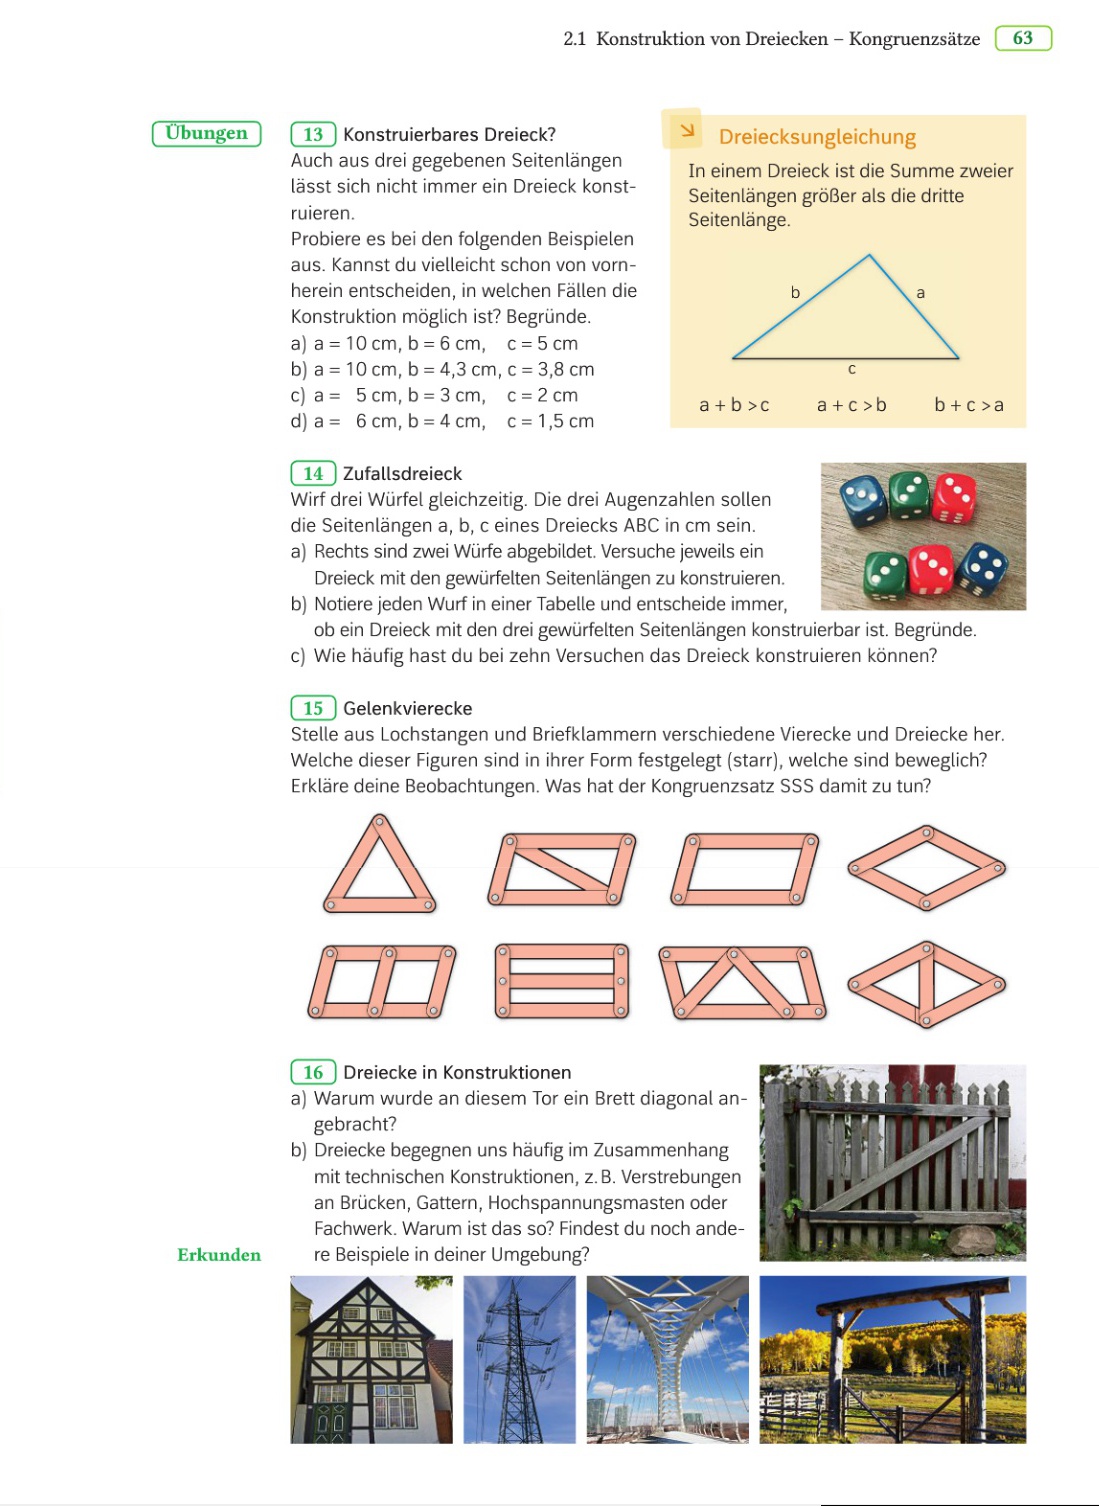 2.1 Konstruktion von Dreiecken – Kongruenzsätze 63
Übungen
13 Konstruierbares Dreieck?
Auch aus drei gegebenen Seitenlängen
lässt sich nicht immer ein Dreieck konst-
ruieren.
Probiere es bei den folgenden Beispielen
aus. Kannst du vielleicht schon von vorn-
herein entscheiden, in welchen Fällen die
Konstruktion möglich ist? Begründe.
a) a = 10 cm, b = 6 cm, c = 5 cm
b) a = 10 cm, b = 4,3 cm, c = 3,8 cm
c) a = 5 cm, b = 3 cm, c = 2 cm
d) a = 6 cm, b = 4 cm, c = 1,5 cm
Dreiecksungleichung
In einem Dreieck ist die Summe zweier
Seitenlängen größer als die dritte
Seitenlänge.
b a
c
a + b > c a + c > b b + c > a
14 Zufallsdreieck
Wirf drei Würfel gleichzeitig. Die drei Augenzahlen sollen
die Seitenlängen a, b, c eines Dreiecks ABC in cm sein.
a) Rechts sind zwei Würfe abgebildet. Versuche jeweils ein
Dreieck mit den gewürfelten Seitenlängen zu konstruieren.
b) Notiere jeden Wurf in einer Tabelle und entscheide immer,
ob ein Dreieck mit den drei gewürfelten Seitenlängen konstruierbar ist. Begründe.
c) Wie häufig hast du bei zehn Versuchen das Dreieck konstruieren können?
15 Gelenkvierecke
Stelle aus Lochstangen und Briefklammern verschiedene Vierecke und Dreiecke her.
Welche dieser Figuren sind in ihrer Form festgelegt (starr), welche sind beweglich?
Erkläre deine Beobachtungen. Was hat der Kongruenzsatz SSS damit zu tun?
16 Dreiecke in Konstruktionen
a) Warum wurde an diesem Tor ein Brett diagonal an-
gebracht?
b) Dreiecke begegnen uns häufig im Zusammenhang
mit technischen Konstruktionen, z. B. Verstrebungen
an Brücken, Gattern, Hochspannungsmasten oder
Fachwerk. Warum ist das so? Findest du noch ande-
re Beispiele in deiner Umgebung?
Erkunden